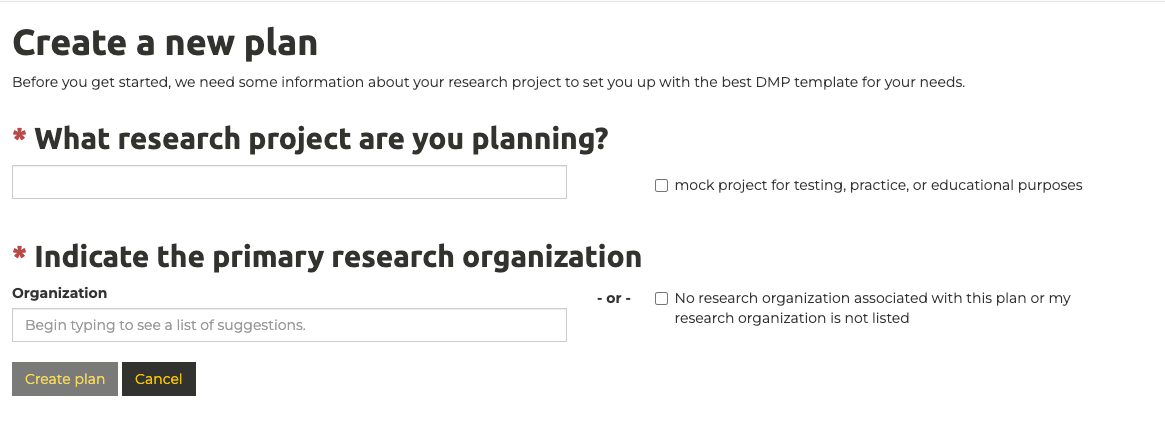 Create a new plan
Before you get started, we need some information about your research project to set you up with the best DMP template for your needs.
* What research project are you planning?
mock project for testing, practice, or educational purposes
* Indicate the primary research organization
Organization
Begin typing to see a list of suggestions.
- or -
No research organization associated with this plan or my
research organization is not listed
Create plan
Cancel